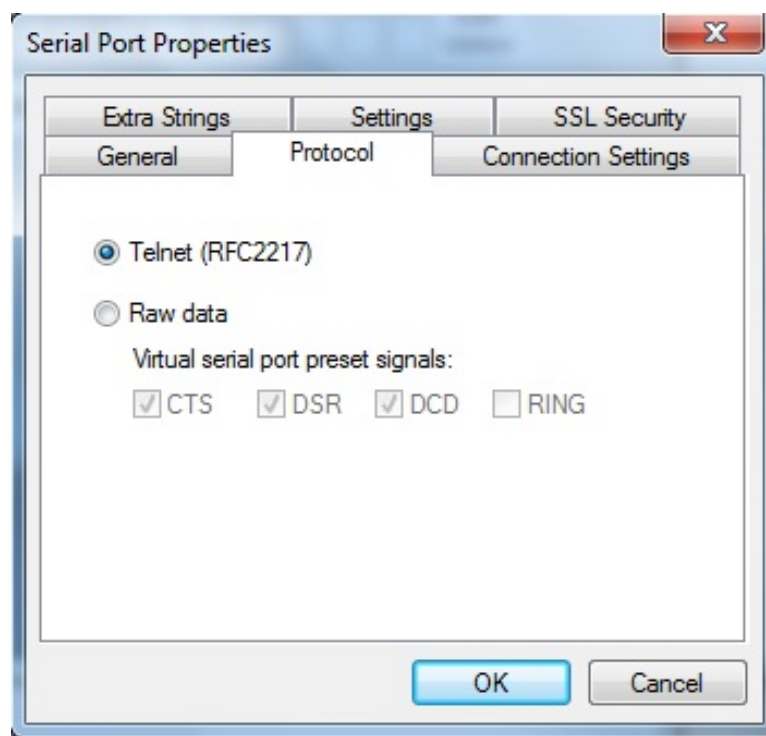 Serial Port Properties
Extra Strings Settings SSL Security
General Protocol Connection Settings
Telnet (RFC2217)
Raw data
Virtual serial port preset signals:
CTS DSR DCD RING
OK Cancel